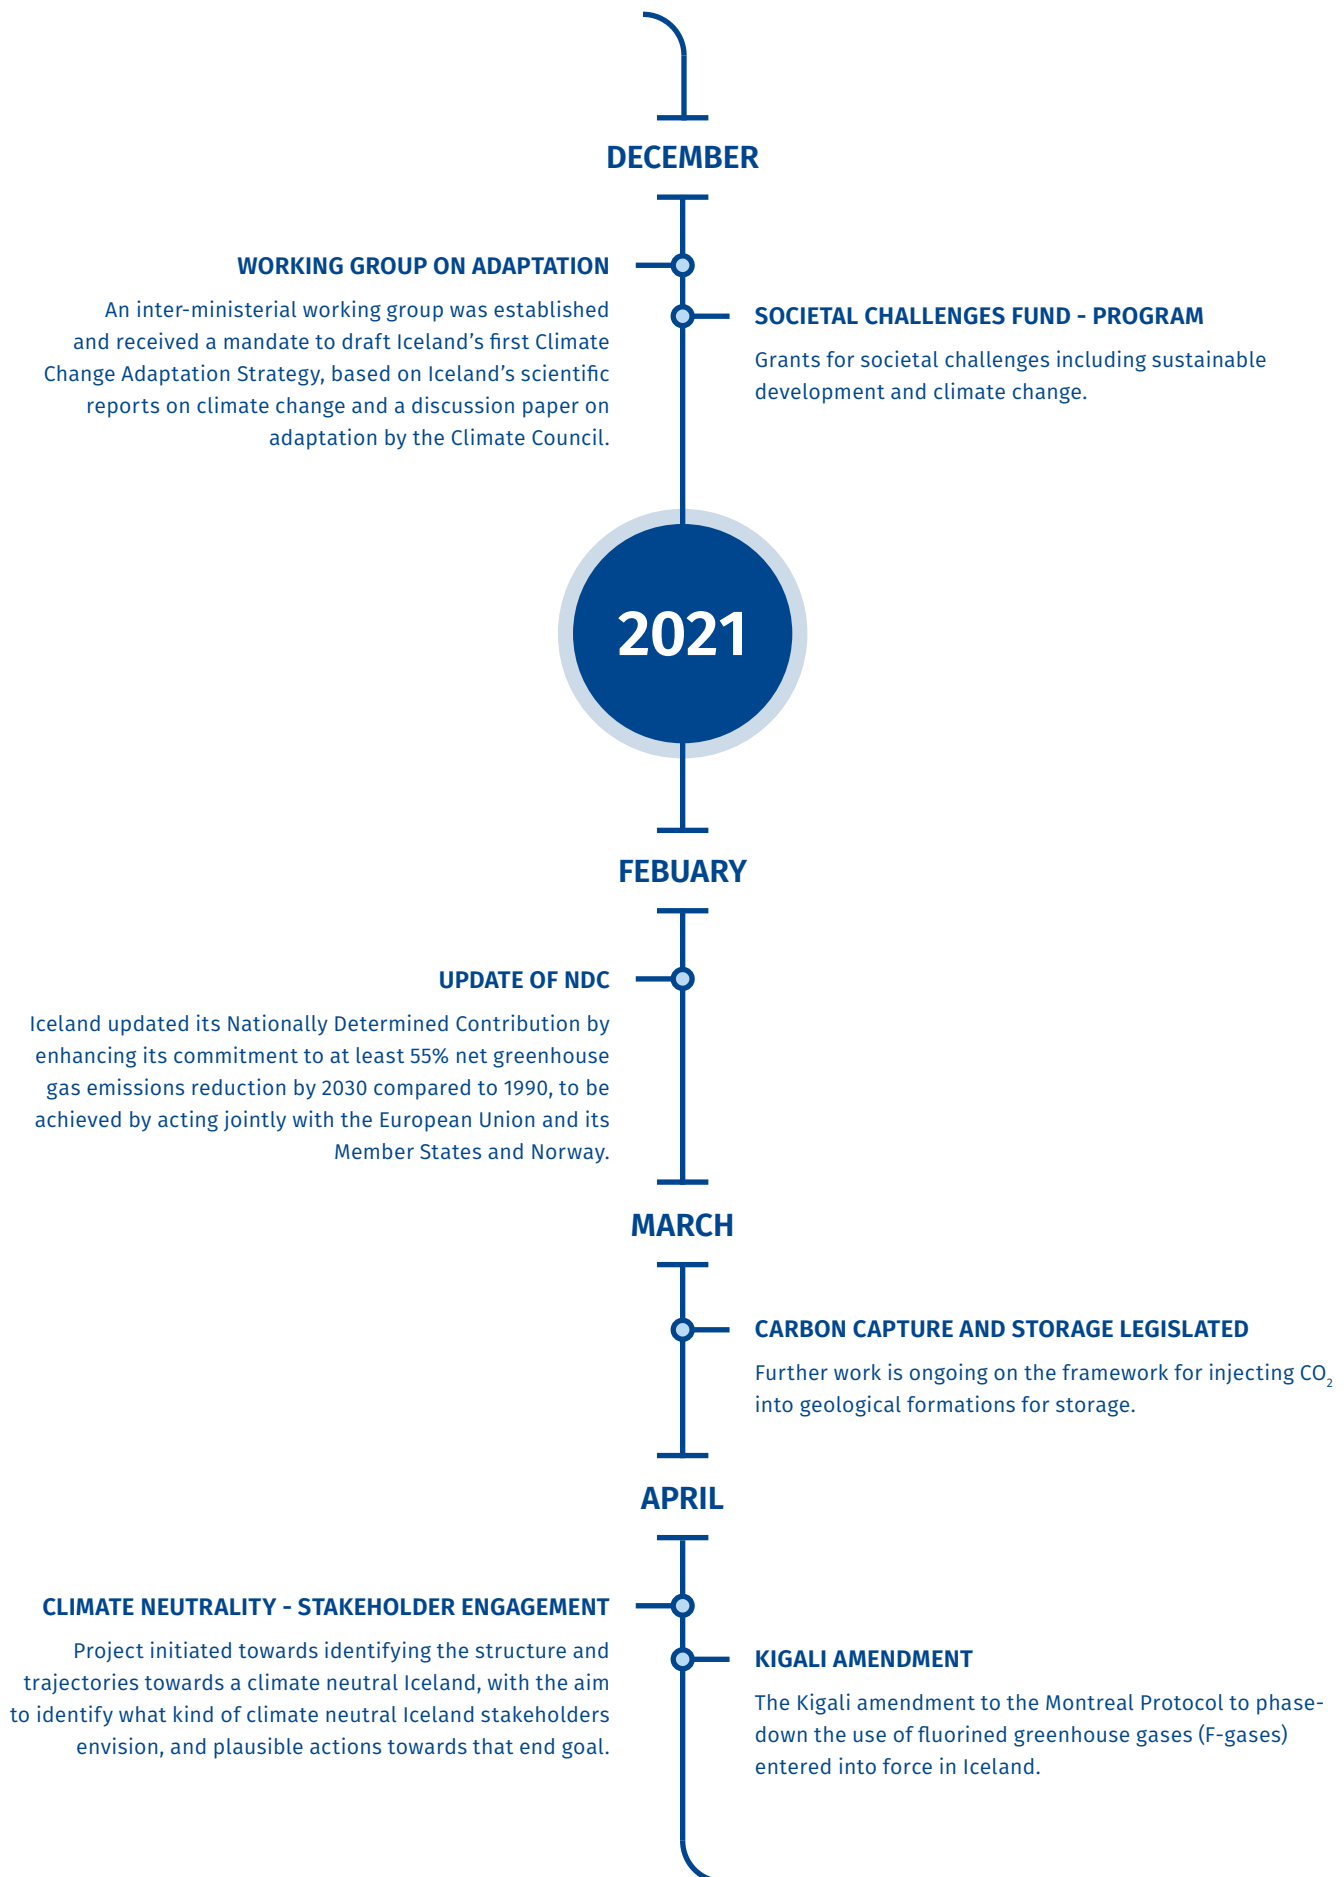 DECEMBER
WORKING GROUP ON ADAPTATION
An inter-ministerial working group was established
and received a mandate to draft Iceland’s first Climate
Change Adaptation Strategy, based on Iceland’s scientific
reports on climate change and a discussion paper on
adaptation by the Climate Council.
SOCIETAL CHALLENGES FUND - PROGRAM
Grants for societal challenges including sustainable
development and climate change.
2021
FEBUARY
UPDATE OF NDC
Iceland updated its Nationally Determined Contribution by
enhancing its commitment to at least 55% net greenhouse
gas emissions reduction by 2030 compared to 1990, to be
achieved by acting jointly with the European Union and its
Member States and Norway.
MARCH
CARBON CAPTURE AND STORAGE LEGISLATED
Further work is ongoing on the framework for injecting CO₂
into geological formations for storage.
APRIL
CLIMATE NEUTRALITY - STAKEHOLDER ENGAGEMENT
Project initiated towards identifying the structure and
trajectories towards a climate neutral Iceland, with the aim
to identify what kind of climate neutral Iceland stakeholders
envision, and plausible actions towards that end goal.
KIGALI AMENDMENT
The Kigali amendment to the Montreal Protocol to phase-
down the use of fluorined greenhouse gases (F-gases)
entered into force in Iceland.